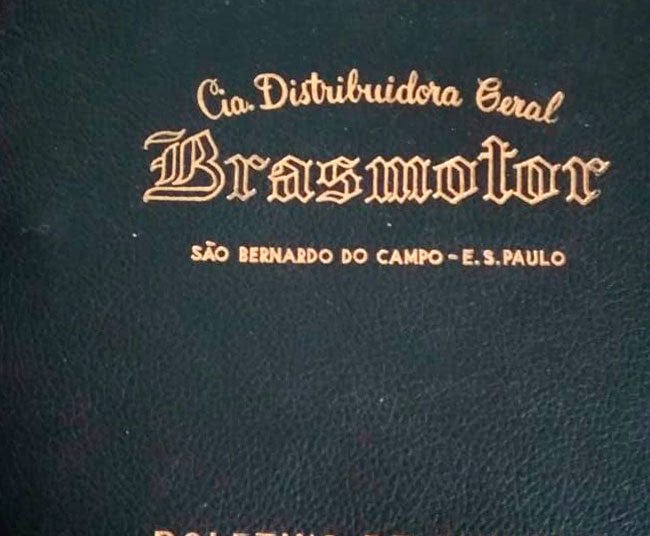 Cia. Distribuidora Geral
Brasmotor
SÃO BERNARDO DO CAMPO - E. S. PAULO